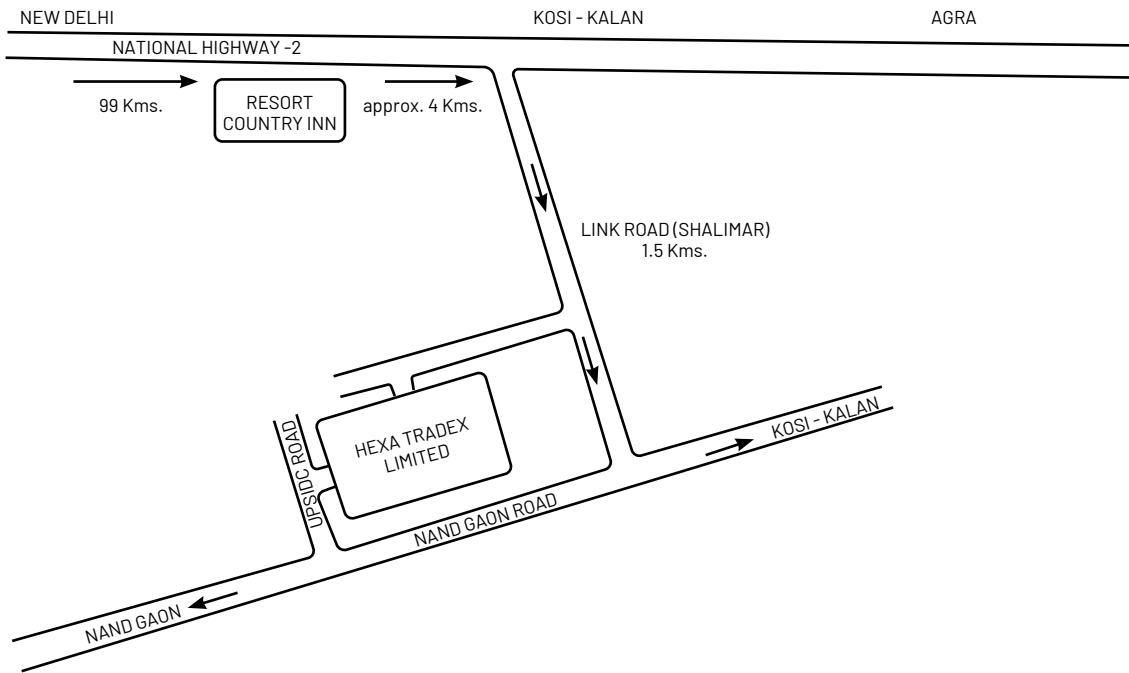 NEW DELHI
KOSI - KALAN
AGRA
NATIONAL HIGHWAY -2
99 Kms.
RESORT
COUNTRY INN
approx. 4 Kms.
LINK ROAD (SHALIMAR)
1.5 Kms.
HEXA TRADEX
LIMITED
UPSIDC ROAD
KOSI - KALAN
NAND GAON ROAD
NAND GAON